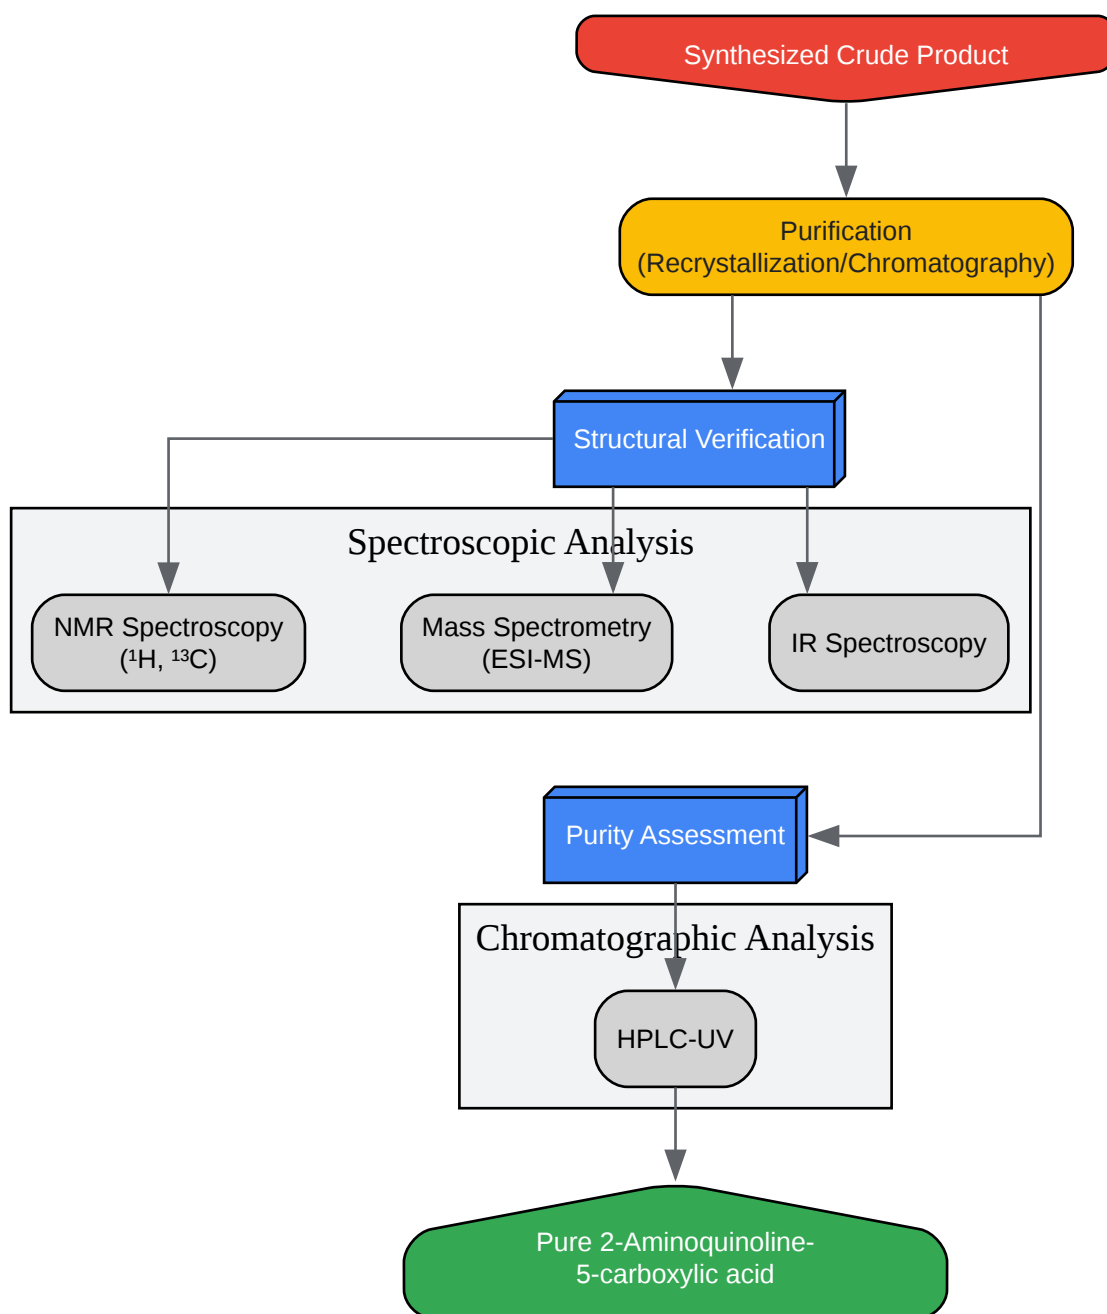 Synthesized Crude Product
Purification
(Recrystallization/Chromatography)
Structural Verification
Spectroscopic Analysis
NMR Spectroscopy
(¹H, ¹³C)
Mass Spectrometry
(ESI-MS)
IR Spectroscopy
Purity Assessment
Chromatographic Analysis
HPLC-UV
Pure 2-Aminoquinoline-
5-carboxylic acid